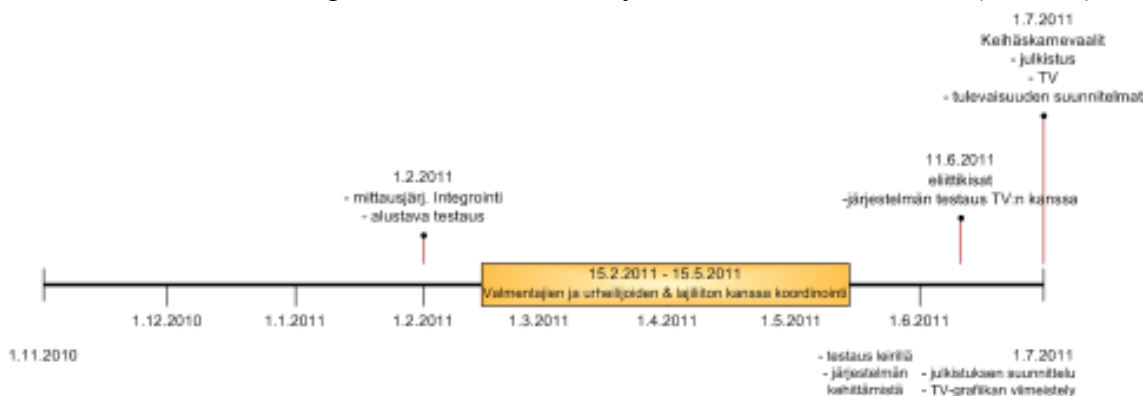 1.7.2011
Keihäskarnevaalit
- julkistus
- TV
- tulevaisuuden suunnitelmat
11.6.2011
eliittikisat
-järjestelmän testaus TV:n kanssa
1.2.2011
- mittausjärj. Integrointi
- alustava testaus
15.2.2011 - 15.5.2011
Valmentajien ja urheilijoiden & lajiliiton kanssa koordinointi
1.12.2010
1.1.2011
1.2.2011
1.3.2011
1.4.2011
1.5.2011
1.6.2011
1.11.2010
1.7.2011
- testaus leirillä
- järjestelmän
kehittämistä
- julkistuksen suunnittelu
- TV-grafiikan viimeistely